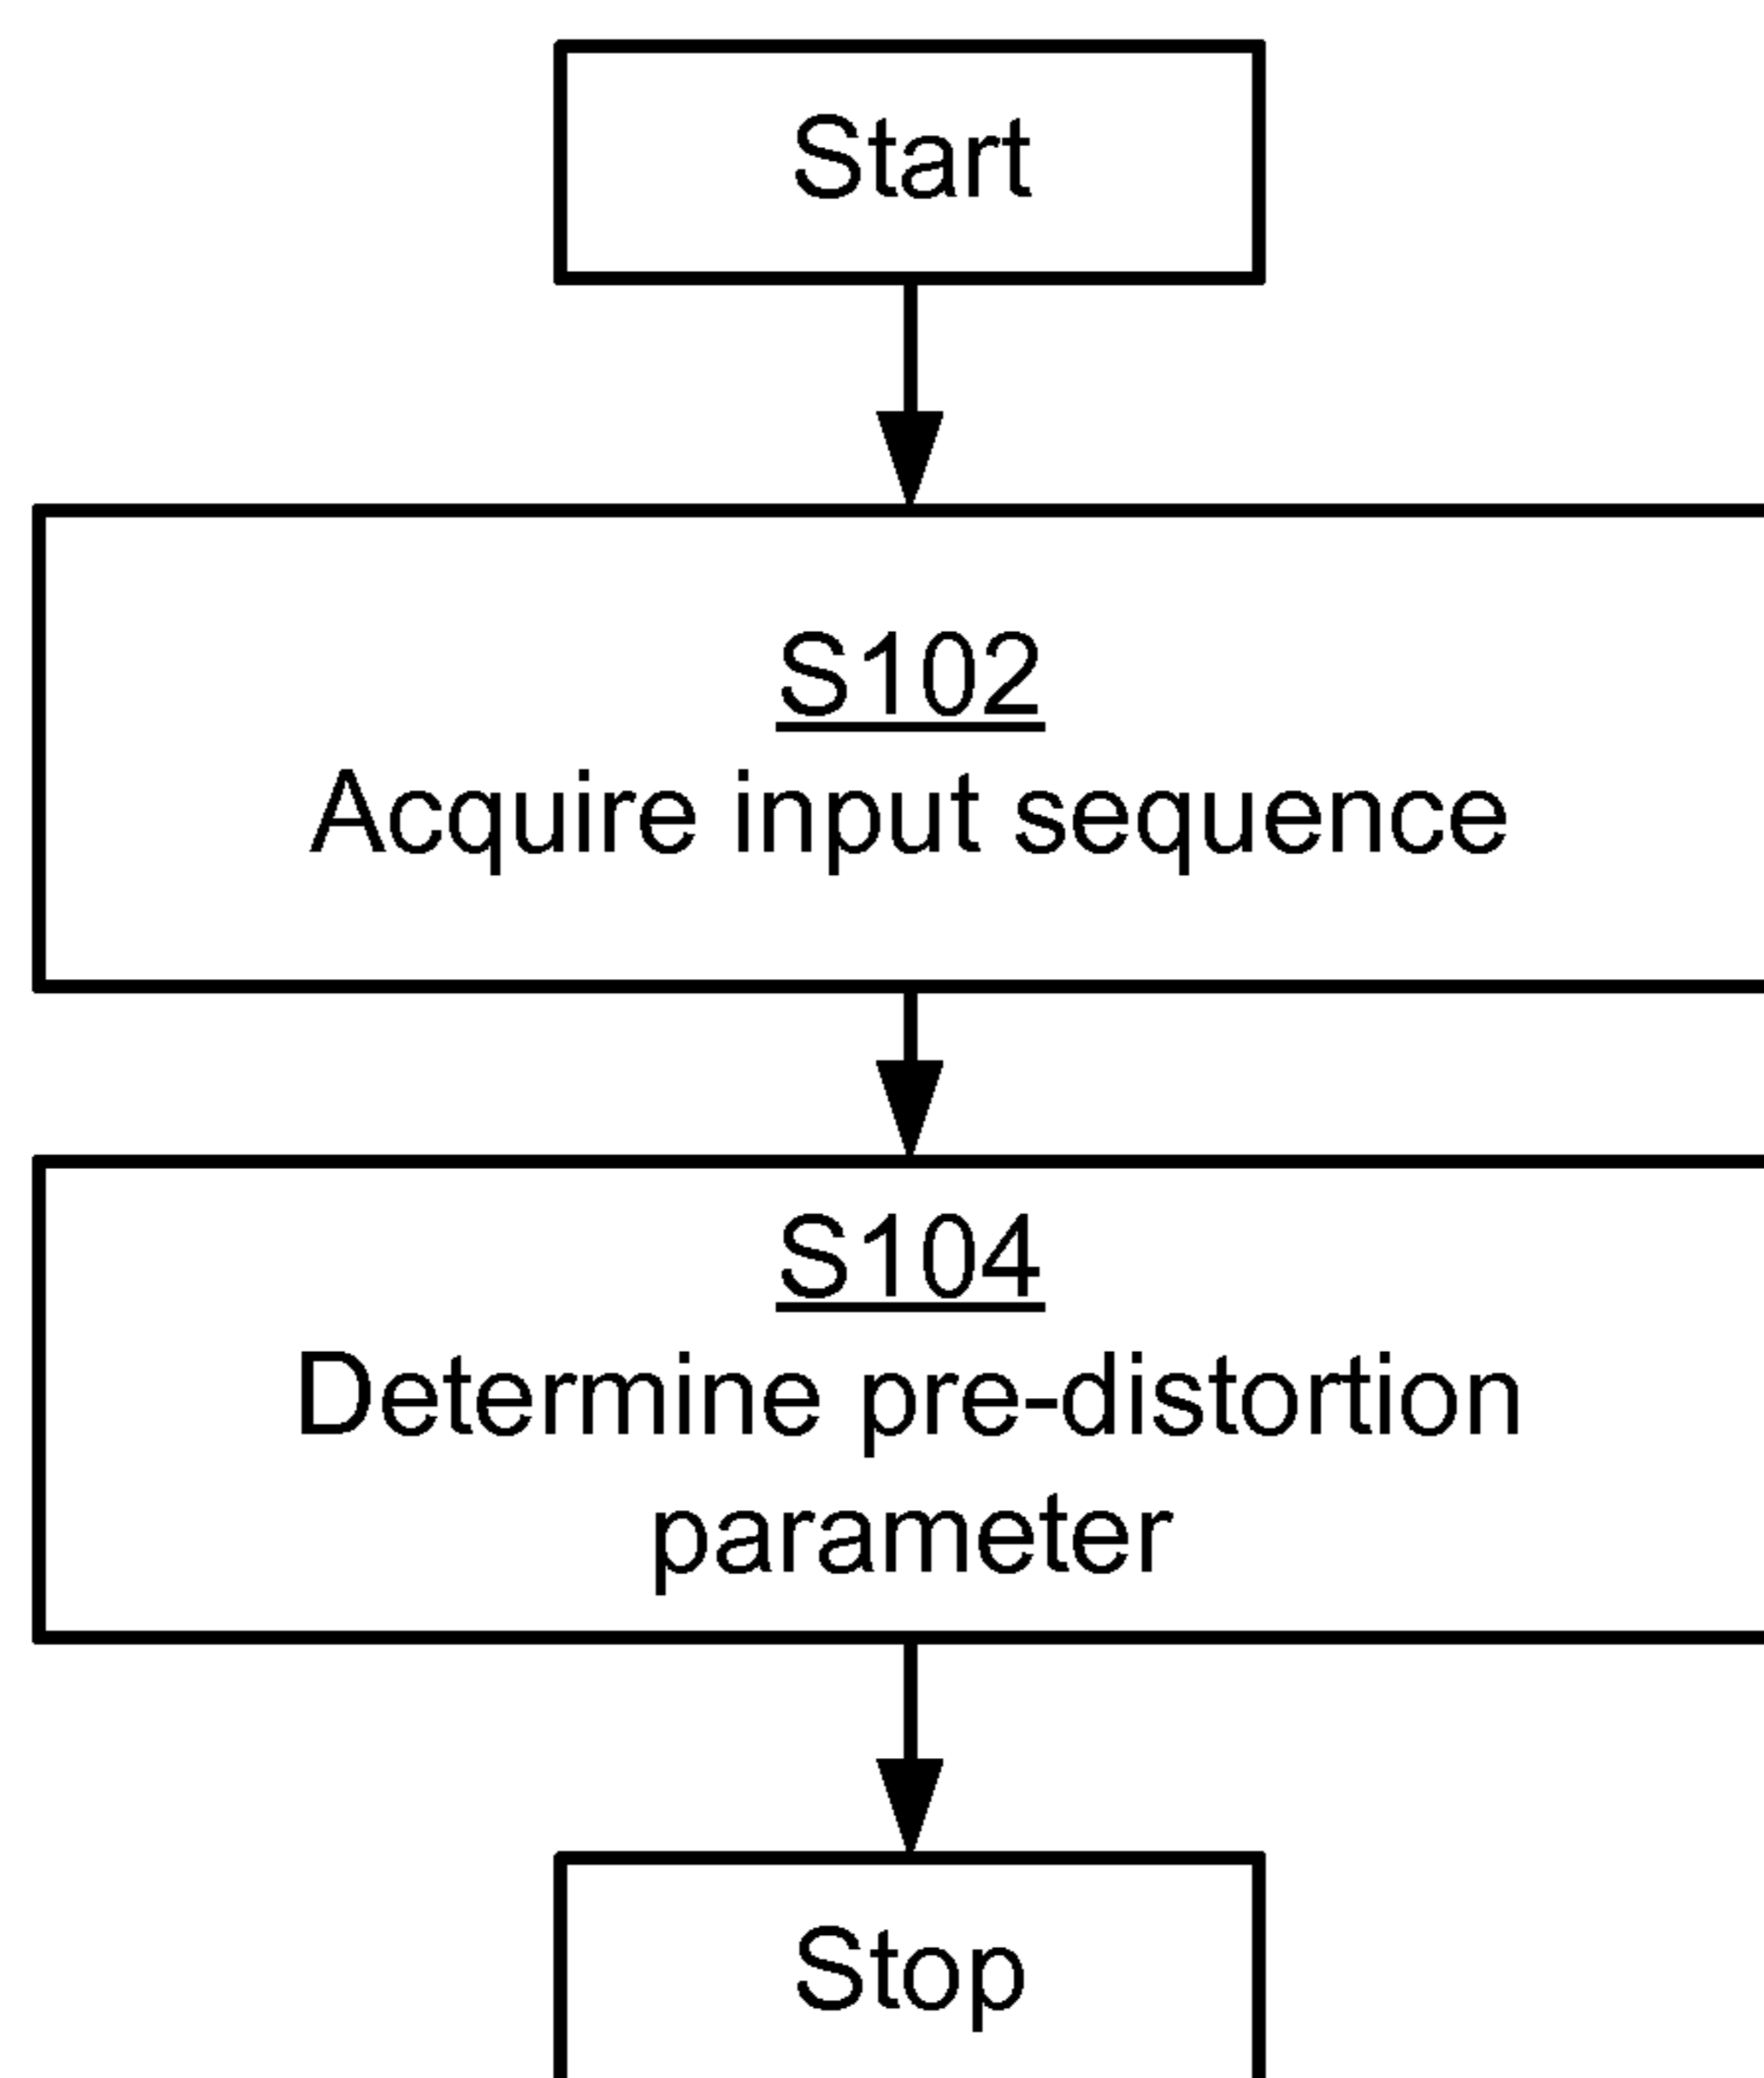 Start
S102
Acquire input sequence
S104
Determine pre-distortion
parameter
Stop